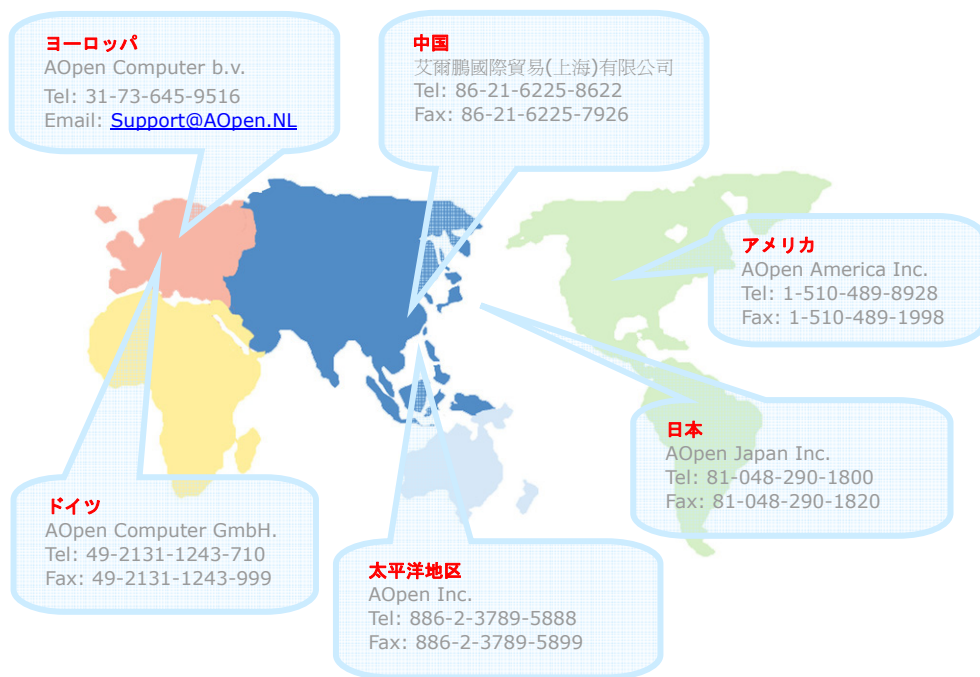 ヨーロッパ
AOpen Computer b.v.
Tel: 31-73-645-9516
Email: Support@AOpen.NL
中国
艾爾鵬國際貿易(上海)有限公司
Tel: 86-21-6225-8622
Fax: 86-21-6225-7926
アメリカ
AOpen America Inc.
Tel: 1-510-489-8928
Fax: 1-510-489-1998
日本
AOpen Japan Inc.
Tel: 81-048-290-1800
Fax: 81-048-290-1820
ドイツ
AOpen Computer GmbH.
Tel: 49-2131-1243-710
Fax: 49-2131-1243-999
太平洋地区
AOpen Inc.
Tel: 886-2-3789-5888
Fax: 886-2-3789-5899